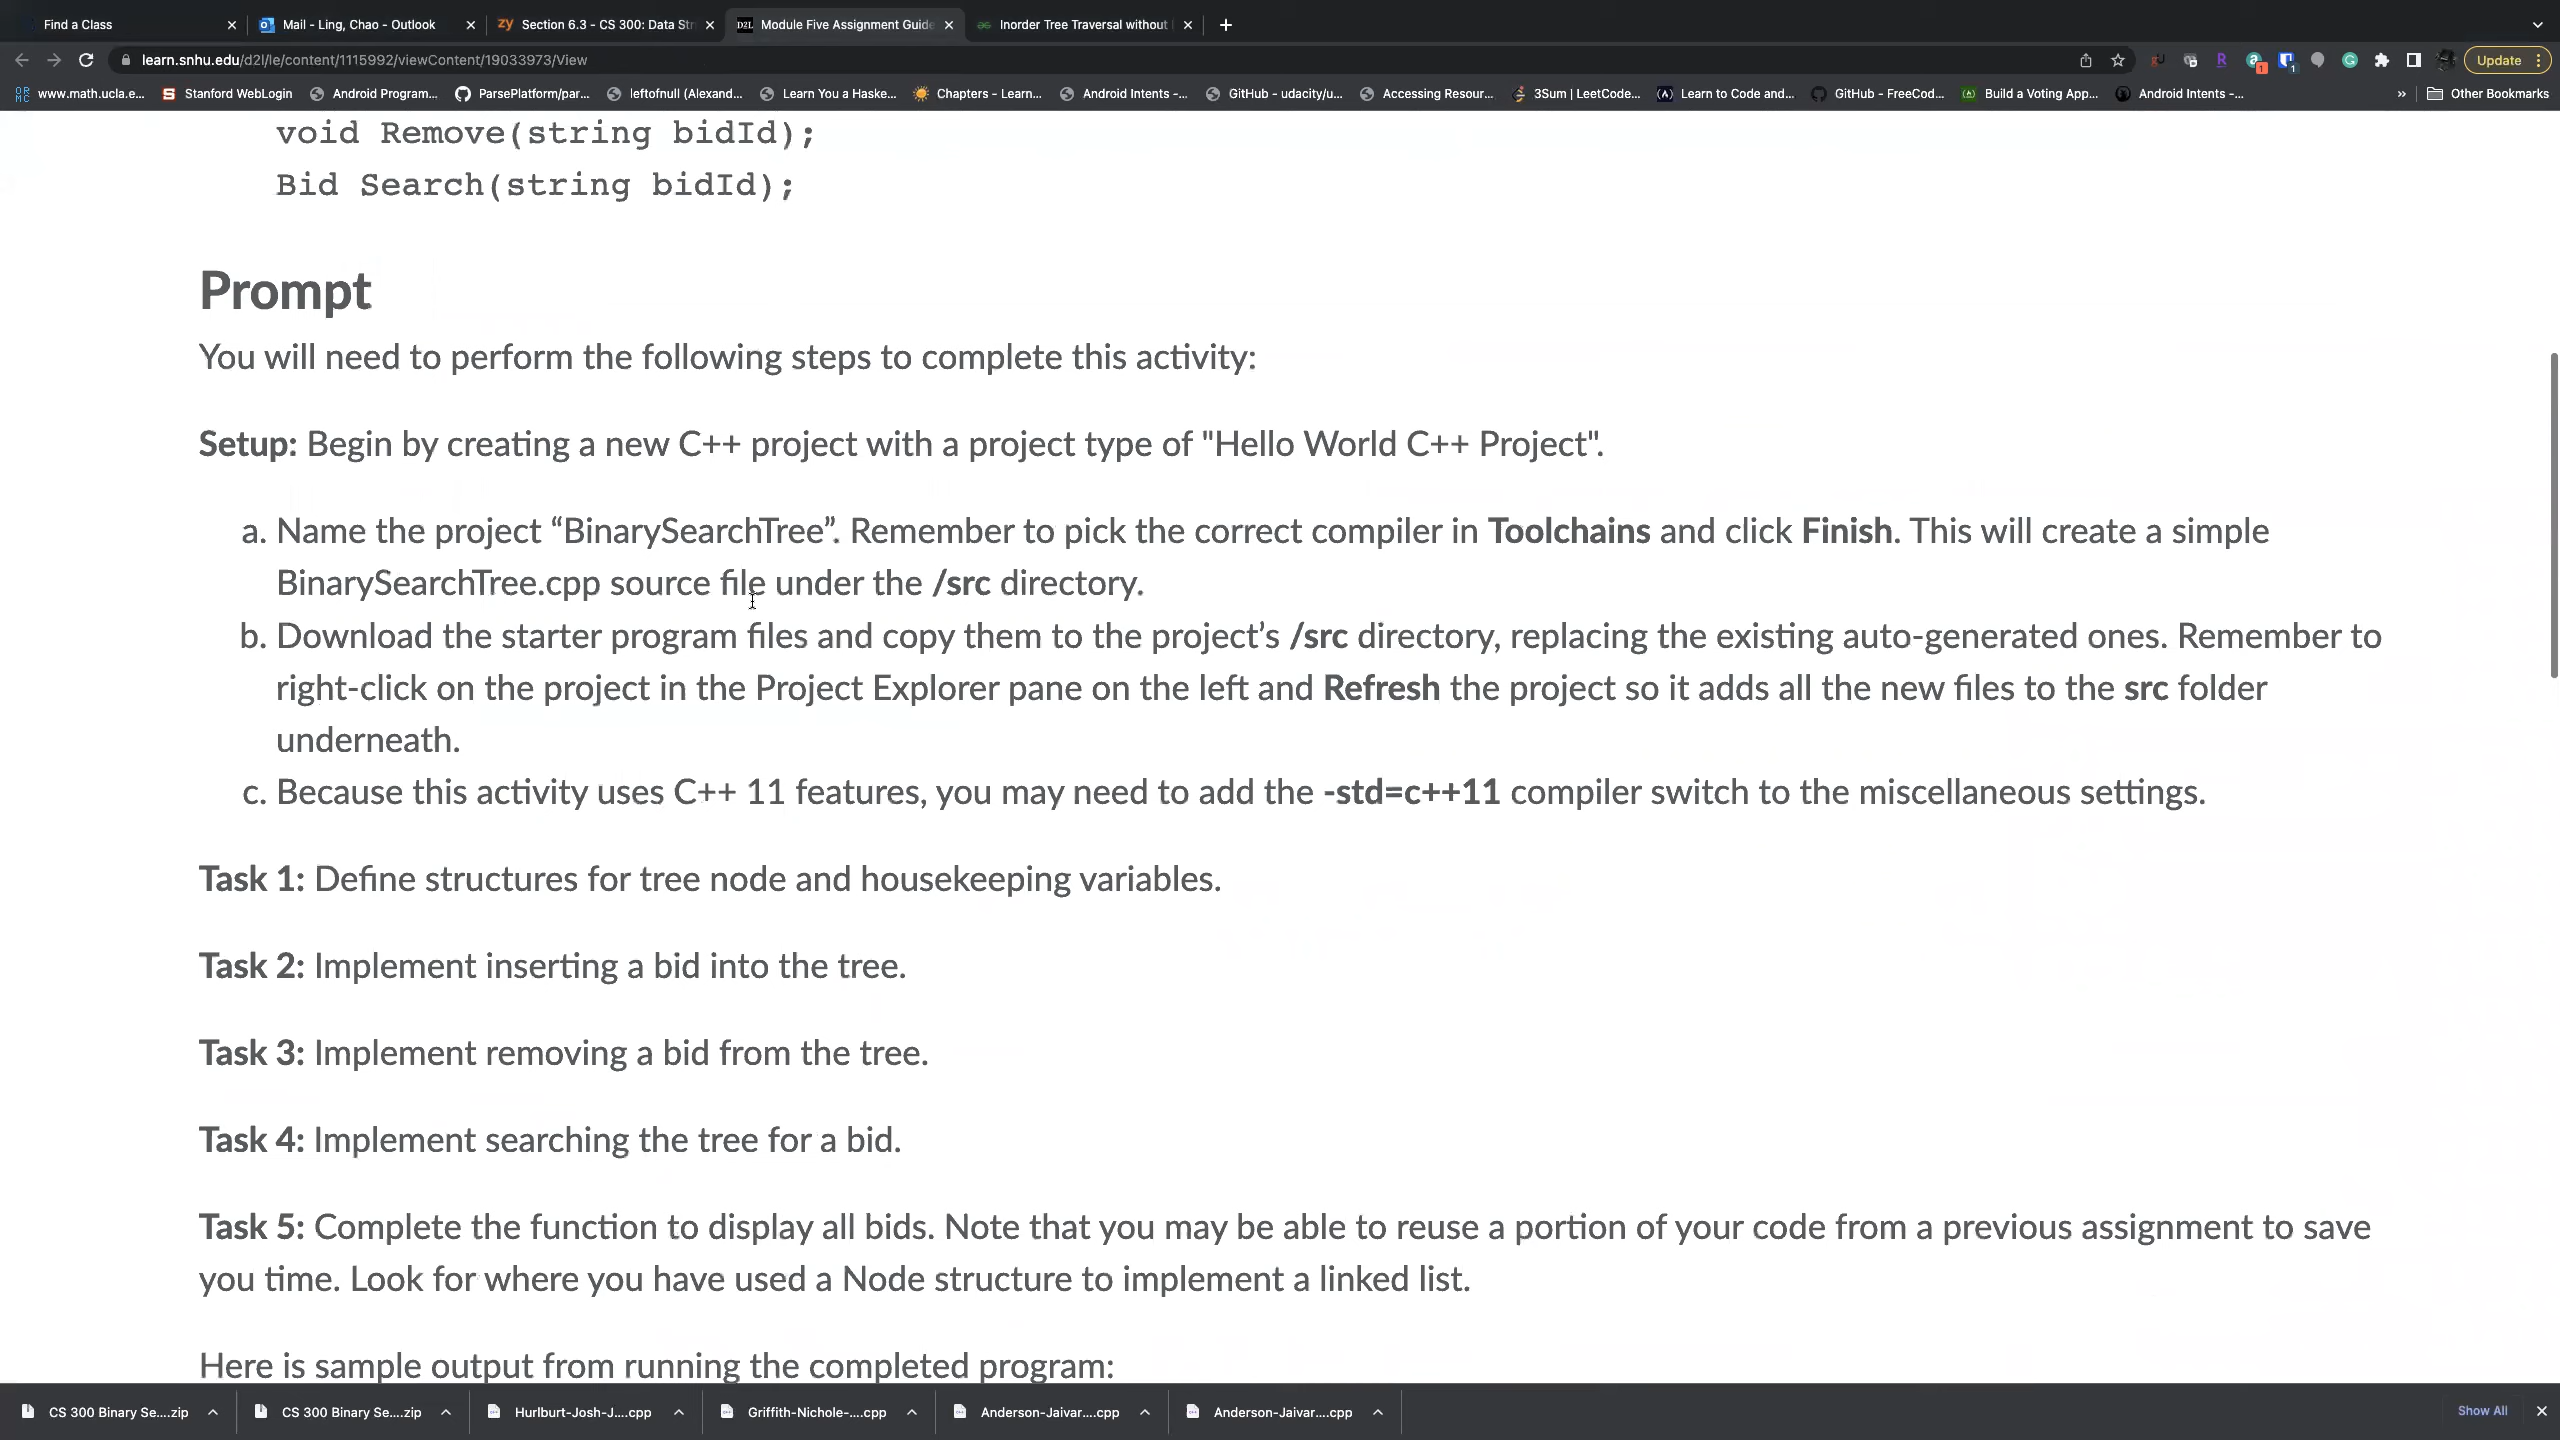 Find a Class
Mail - Ling, Chao - Outlook
zy Section 6.3 - CS 300: Data Str
D2L Module Five Assignment Guide
Inorder Tree Traversal without
learn.snhu.edu/d2l/le/content/1115992/viewContent/19033973/View
Update
www.math.ucla.e...
Stanford WebLogin
Android Program...
ParsePlatform/par...
leftofnull (Alexand...
Learn You a Haske...
Chapters - Learn...
Android Intents -...
GitHub - udacity/u...
Accessing Resour...
3Sum | LeetCode...
Learn to Code and...
GitHub - FreeCod...
Build a Voting App...
Android Intents -...
»
Other Bookmarks
void Remove(string bidId);
Bid Search(string bidId);
Prompt
You will need to perform the following steps to complete this activity:
Setup: Begin by creating a new C++ project with a project type of "Hello World C++ Project".
a. Name the project “BinarySearchTree”. Remember to pick the correct compiler in Toolchains and click Finish. This will create a simple
BinarySearchTree.cpp source file under the /src directory.
b. Download the starter program files and copy them to the project’s /src directory, replacing the existing auto-generated ones. Remember to
right-click on the project in the Project Explorer pane on the left and Refresh the project so it adds all the new files to the src folder
underneath.
c. Because this activity uses C++ 11 features, you may need to add the -std=c++11 compiler switch to the miscellaneous settings.
Task 1: Define structures for tree node and housekeeping variables.
Task 2: Implement inserting a bid into the tree.
Task 3: Implement removing a bid from the tree.
Task 4: Implement searching the tree for a bid.
Task 5: Complete the function to display all bids. Note that you may be able to reuse a portion of your code from a previous assignment to save
you time. Look for where you have used a Node structure to implement a linked list.
Here is sample output from running the completed program:
CS 300 Binary Se....zip
CS 300 Binary Se....zip
Hurlburt-Josh-J....cpp
Griffith-Nichole-....cpp
Anderson-Jaivar....cpp
Anderson-Jaivar....cpp
Show All